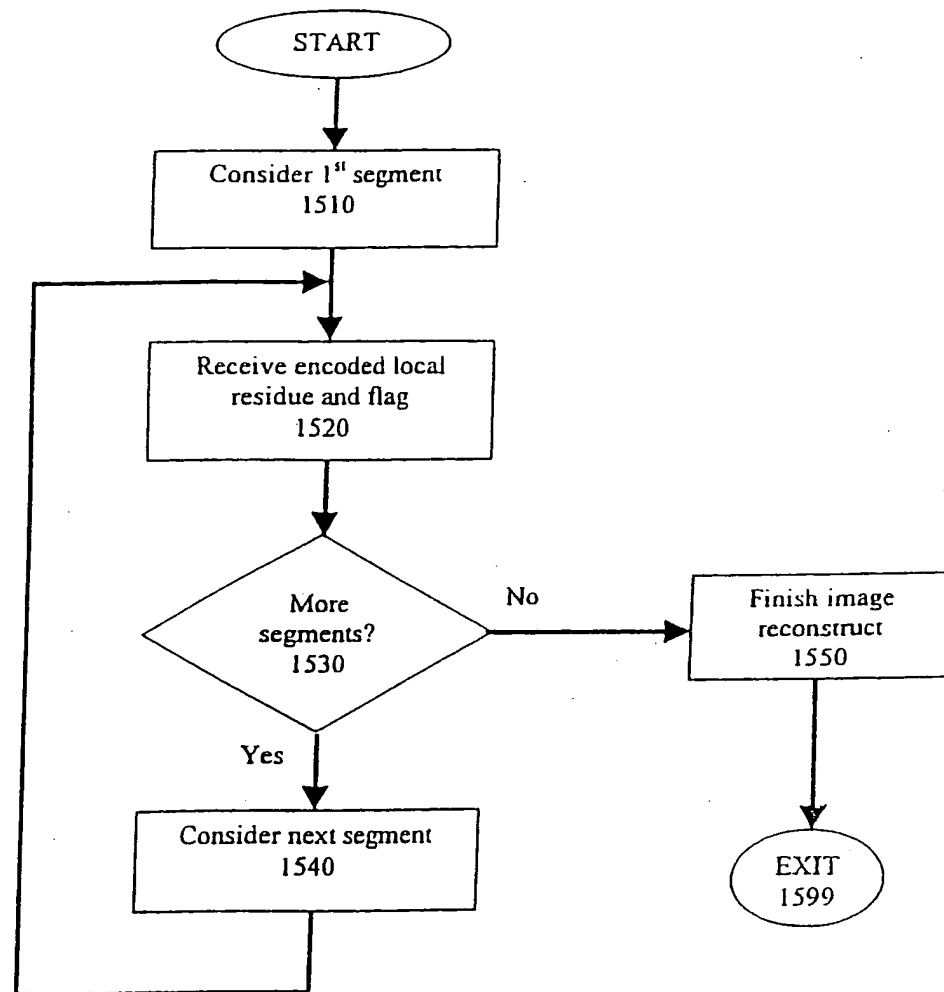 START
Consider 1st segment
1510
Receive encoded local
residue and flag
1520
More
segments?
1530
No
Finish image
reconstruct
1550
Yes
Consider next segment
1540
EXIT
1599